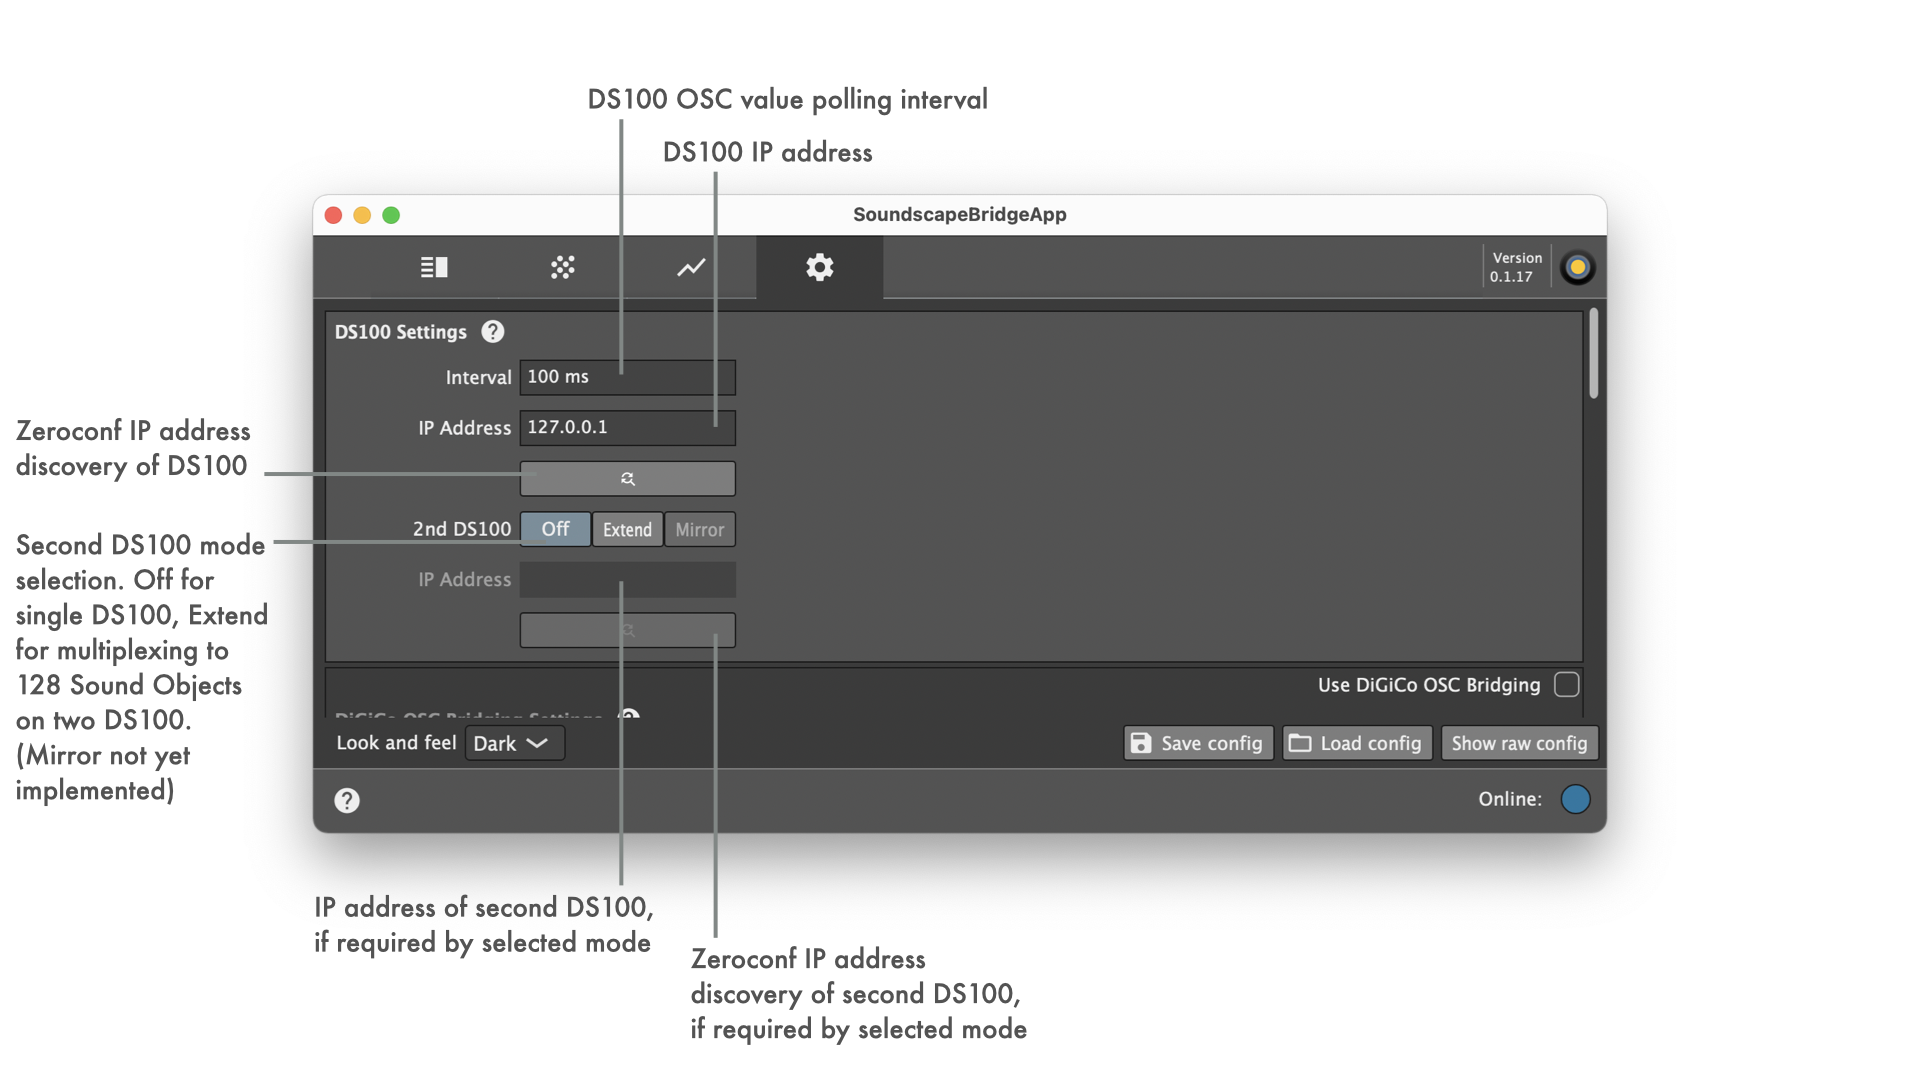 DS100 OSC value polling interval
DS100 IP address
SoundscapeBridgeApp
Version
0.1.17
DS100 Settings
Interval 100 ms
IP Address 127.0.0.1
Zeroconf IP address
discovery of DS100
2nd DS100 Off Extend Mirror
Second DS100 mode
selection. Off for
single DS100, Extend
for multiplexing to
128 Sound Objects
on two DS100.
(Mirror not yet
implemented)
IP Address
Use DiGiCo OSC Bridging
DiGiCo OSC Bridging Settings
Look and feel Dark
Save config Load config Show raw config
Online:
IP address of second DS100,
if required by selected mode
Zeroconf IP address
discovery of second DS100,
if required by selected mode